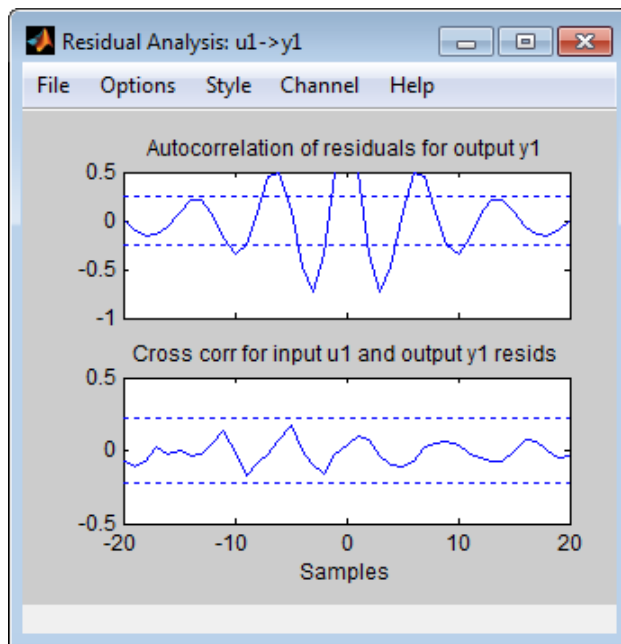 Residual Analysis: u1->y1
File Options Style Channel Help
Autocorrelation of residuals for output y1
0.5
0
-0.5
-1
Cross corr for input u1 and output y1 resids
0.5
0
-0.5
-20 -10 0 10 20
Samples